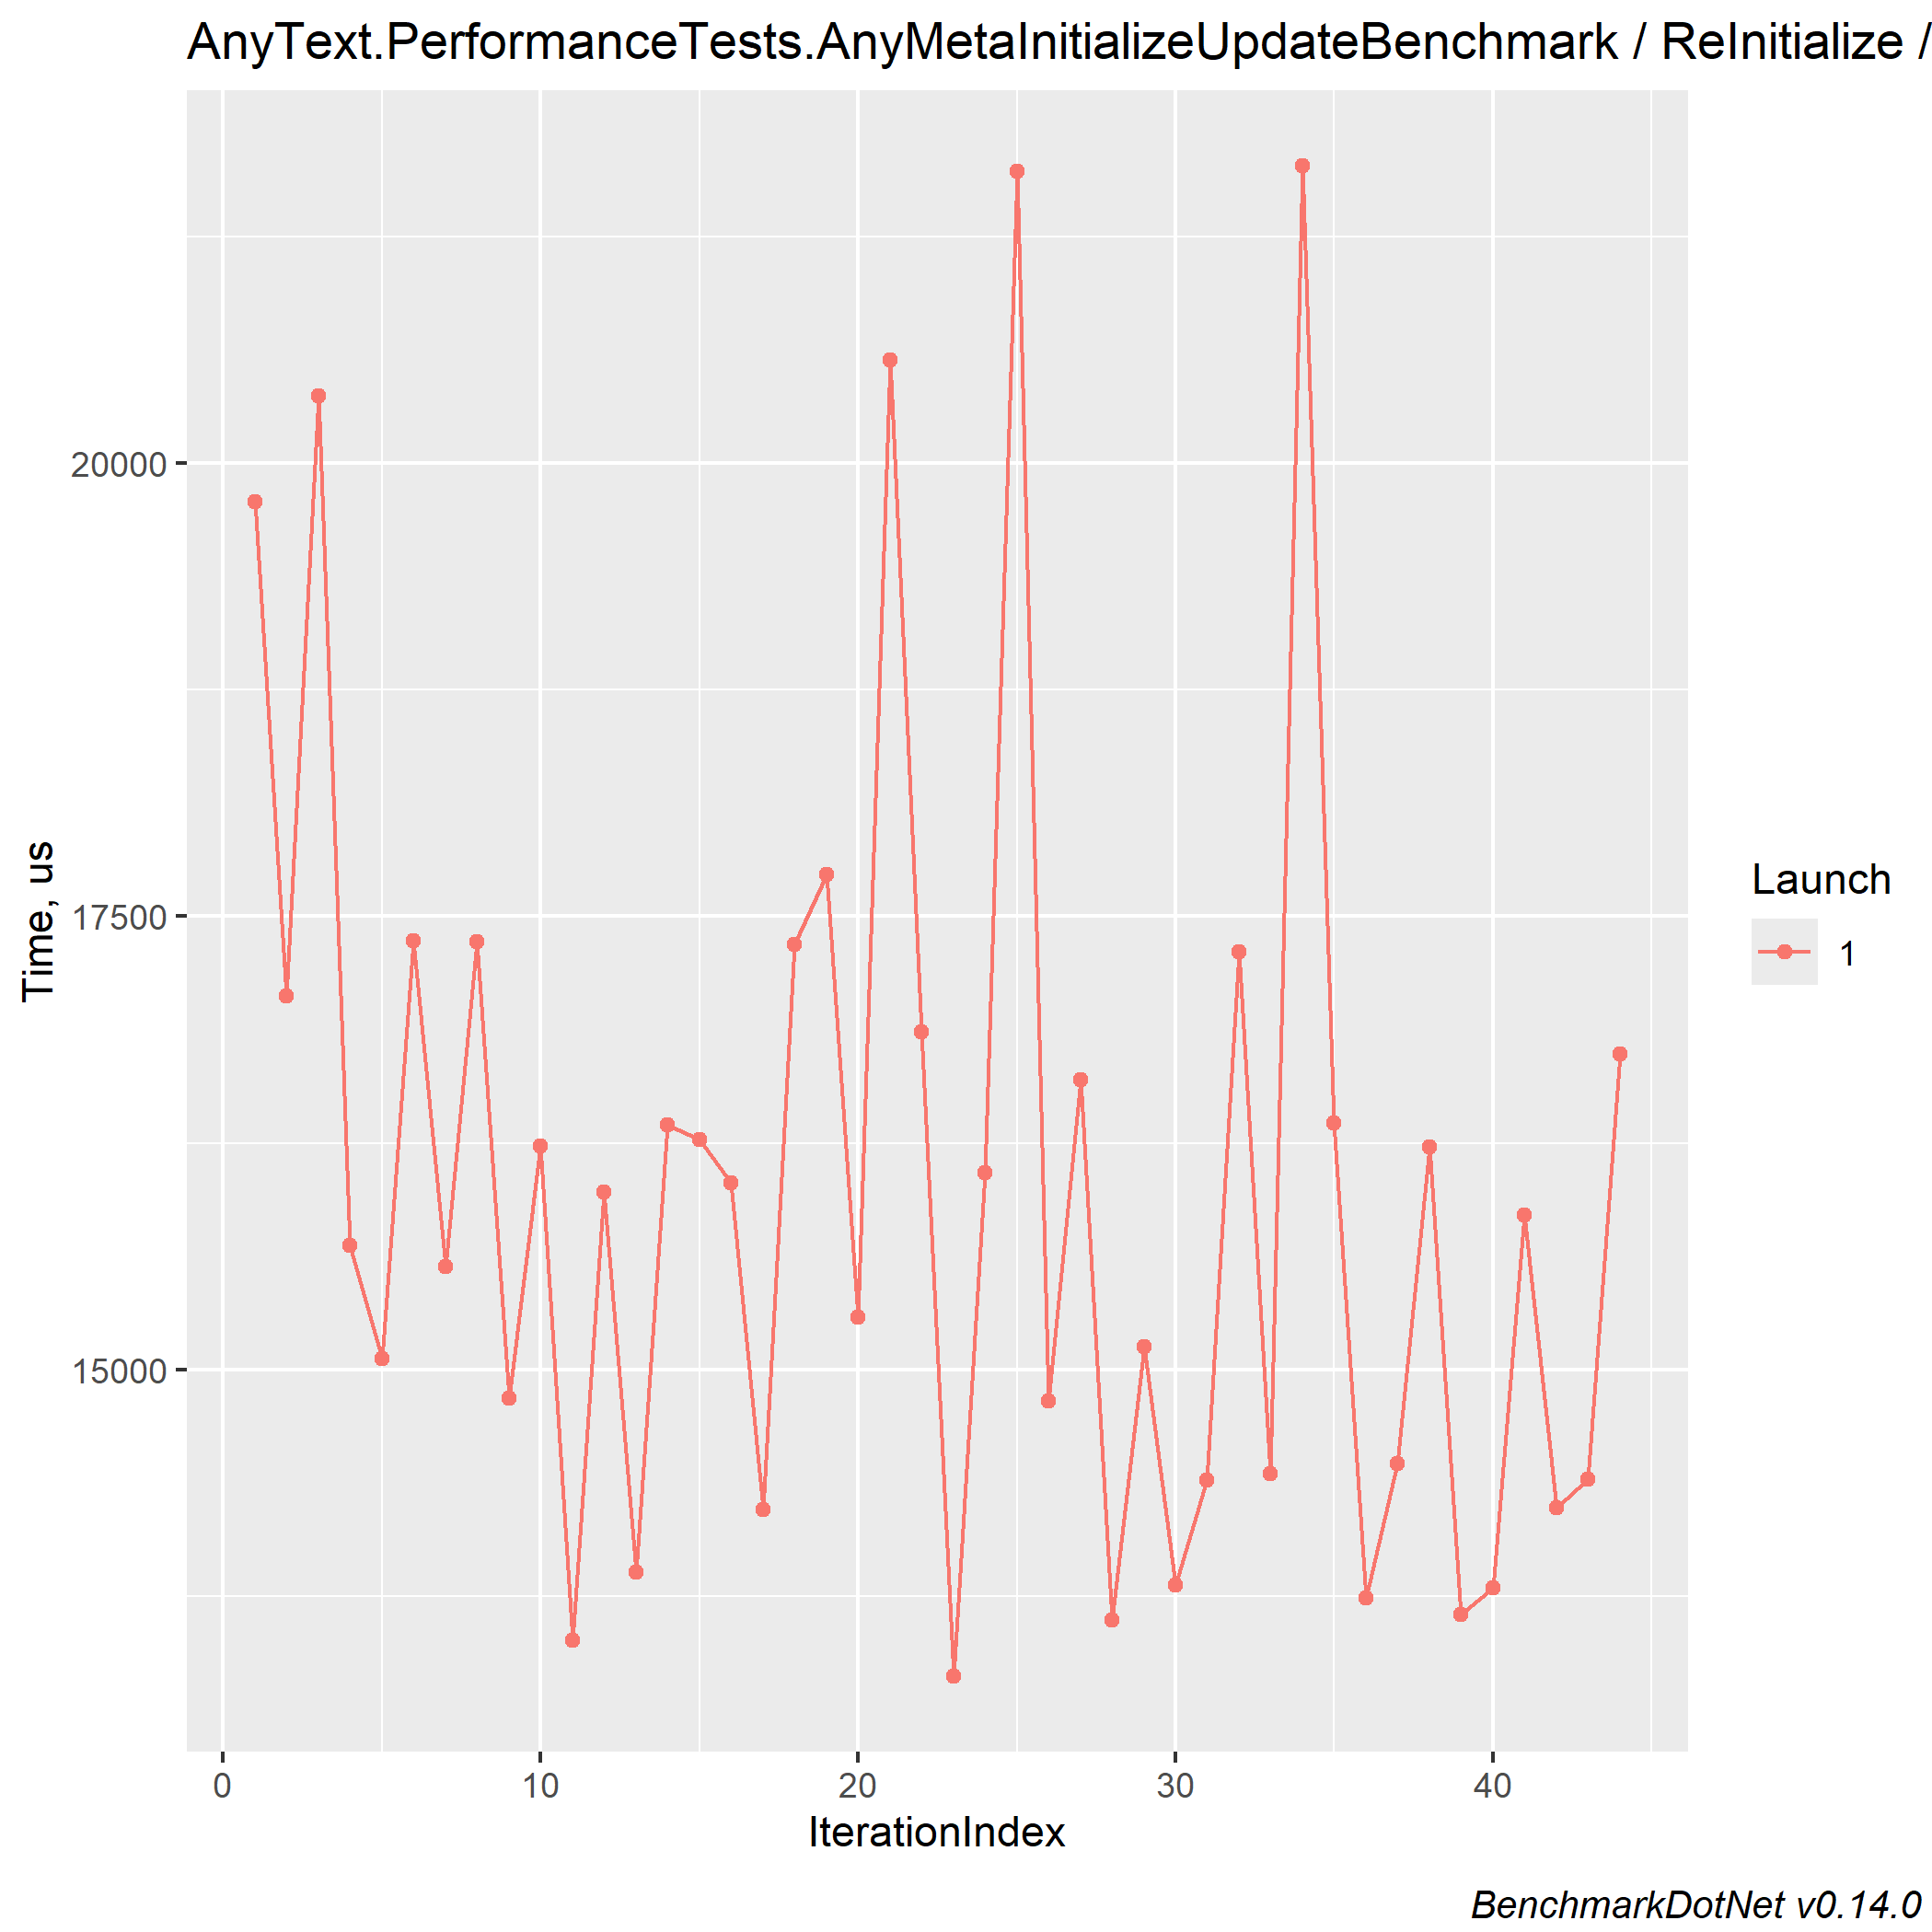 AnyText.PerformanceTests.AnyMetaInitializeUpdateBenchmark / ReInitialize /
20000
17500
15000
Time, us
0 10 20 30 40
IterationIndex
Launch
1
BenchmarkDotNet v0.14.0